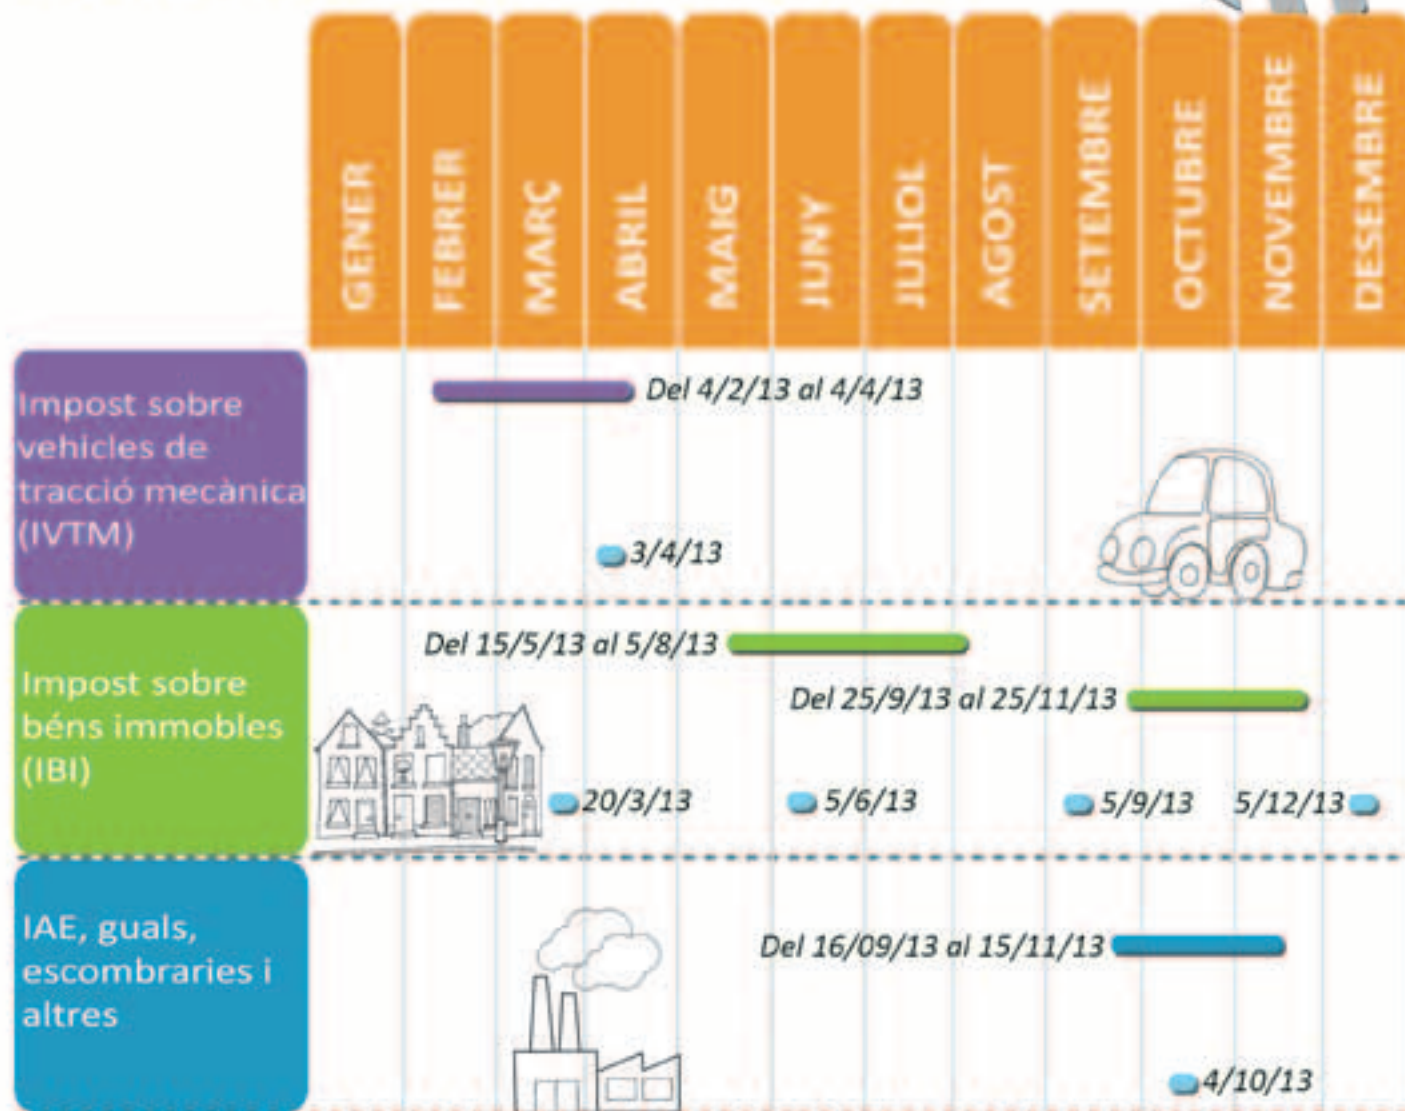 GENER
FEBRER
MARÇ
ABRIL
MAIG
JUNY
JULIOL
AGOST
SETEMBRE
OCTUBRE
NOVEMBRE
DESEMBRE
Impost sobre
vehicles de
tracció mecànica
(IVTM)
Del 4/2/13 al 4/4/13
3/4/13
Impost sobre
béns immobles
(IBI)
Del 15/5/13 al 5/8/13
Del 25/9/13 al 25/11/13
20/3/13
5/6/13
5/9/13
5/12/13
IAE, guals,
escombraries i
altres
Del 16/09/13 al 15/11/13
4/10/13